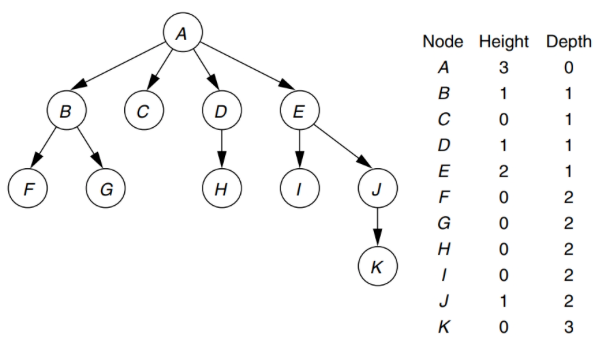 A
B C D E
F G H I J
K
Node Height Depth
A 3 0
B 1 1
C 0 1
D 1 1
E 2 1
F 0 2
G 0 2
H 0 2
I 0 2
J 1 2
K 0 3